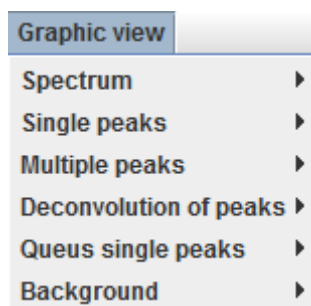 Graphic view
Spectrum
Single peaks
Multiple peaks
Deconvolution of peaks
Queus single peaks
Background